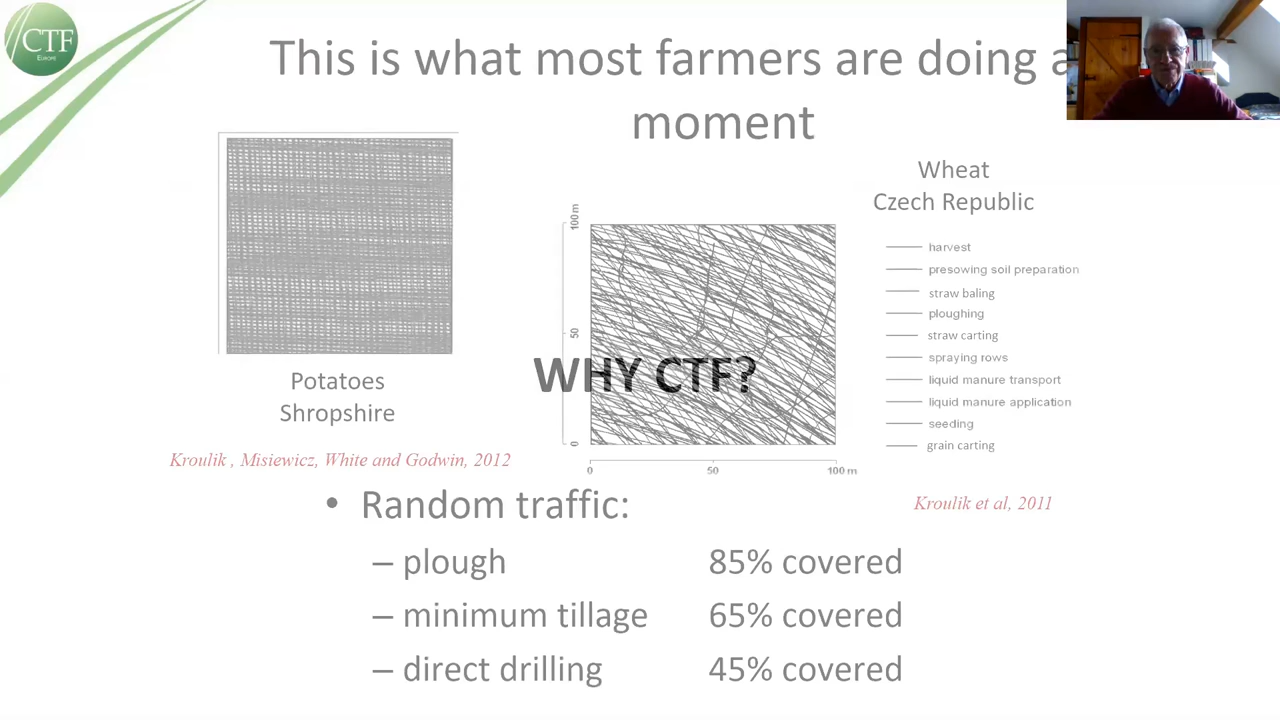 CTF
EUROPE
This is what most farmers are doing a
moment
Wheat
Czech Republic
harvest
presowing soil preparation
straw baling
ploughing
straw carting
spraying rows
liquid manure transport
liquid manure application
seeding
grain carting
100 m
50
0
0 50 100 m
WHY CTF?
Potatoes
Shropshire
Kroulik , Misiewicz, White and Godwin, 2012
Kroulik et al, 2011
• Random traffic:
– plough 85% covered
– minimum tillage 65% covered
– direct drilling 45% covered